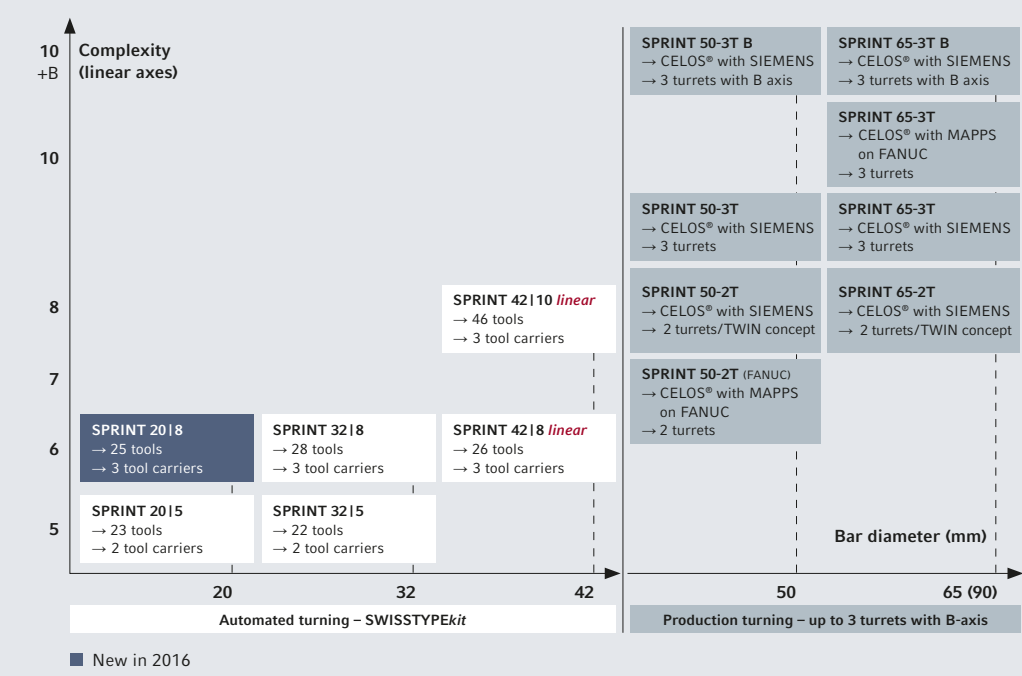 10
+B
Complexity
(linear axes)
10
8
7
6
5
SPRINT 50-3T B
→ CELOS® with SIEMENS
→ 3 turrets with B axis
SPRINT 65-3T B
→ CELOS® with SIEMENS
→ 3 turrets with B axis
SPRINT 65-3T
→ CELOS® with MAPPS
on FANUC
→ 3 turrets
SPRINT 50-3T
→ CELOS® with SIEMENS
→ 3 turrets
SPRINT 65-3T
→ CELOS® with SIEMENS
→ 3 turrets
SPRINT 42|10 linear
→ 46 tools
→ 3 tool carriers
SPRINT 50-2T
→ CELOS® with SIEMENS
→ 2 turrets/TWIN concept
SPRINT 65-2T
→ CELOS® with SIEMENS
→ 2 turrets/TWIN concept
SPRINT 50-2T (FANUC)
→ CELOS® with MAPPS
on FANUC
→ 2 turrets
SPRINT 20|8
→ 25 tools
→ 3 tool carriers
SPRINT 32|8
→ 28 tools
→ 3 tool carriers
SPRINT 42|8 linear
→ 26 tools
→ 3 tool carriers
SPRINT 20|5
→ 23 tools
→ 2 tool carriers
SPRINT 32|5
→ 22 tools
→ 2 tool carriers
Bar diameter (mm)
20
32
42
50
65 (90)
Automated turning – SWISSTYPEkit
Production turning – up to 3 turrets with B-axis
New in 2016